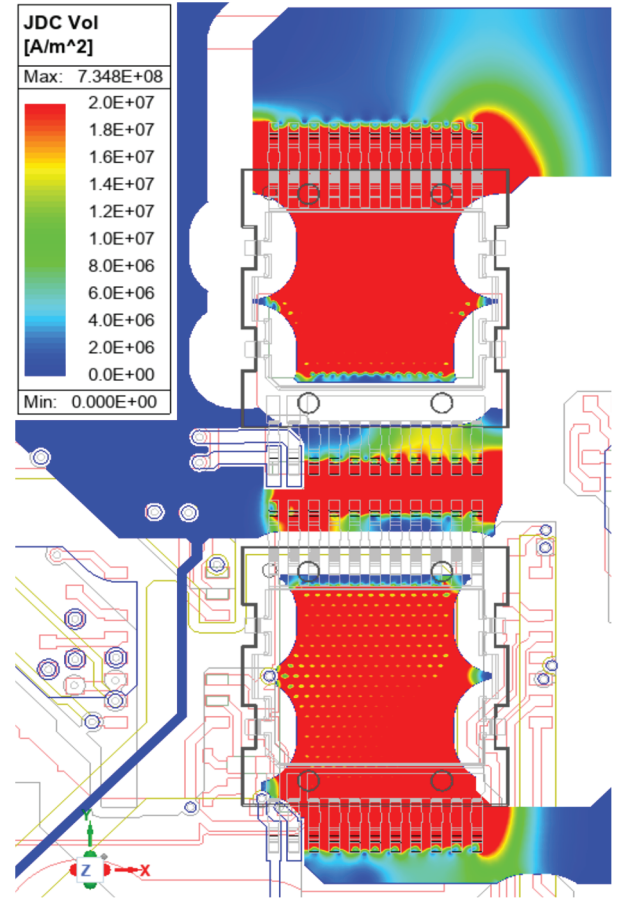 JDC Vol
[A/m^2]
Max: 7.348E+08
2.0E+07
1.8E+07
1.6E+07
1.4E+07
1.2E+07
1.0E+07
8.0E+06
6.0E+06
4.0E+06
2.0E+06
0.0E+00
Min: 0.000E+00
Y
Z
X